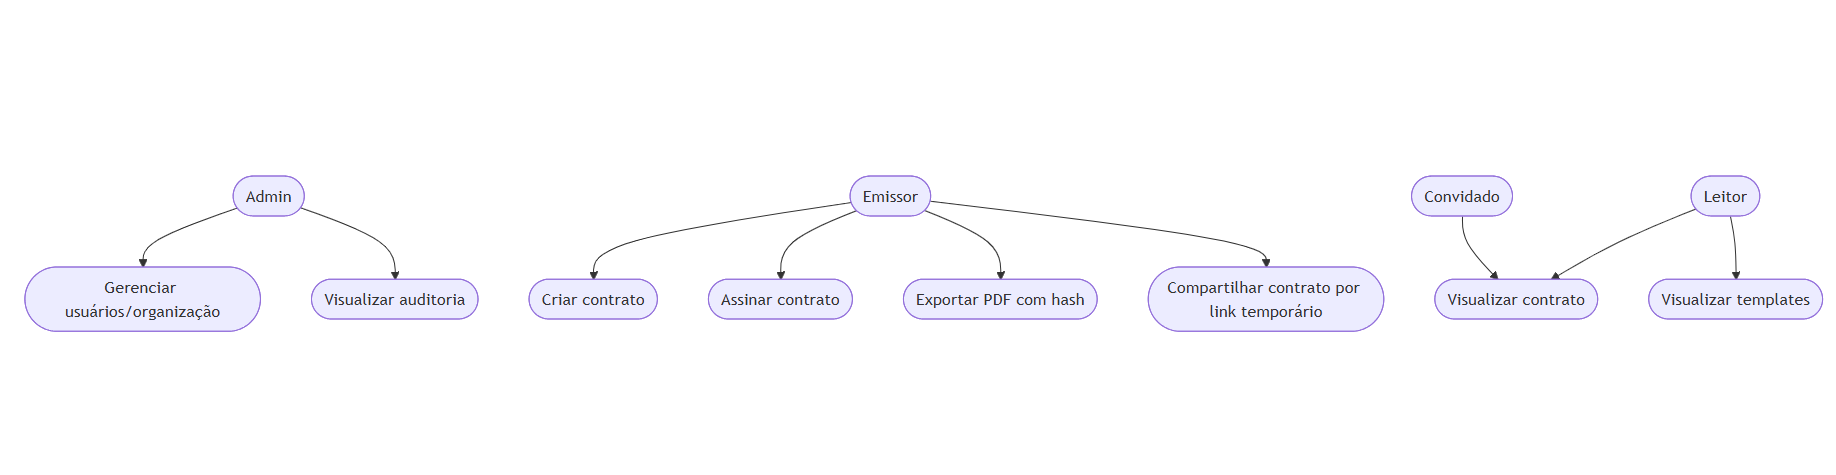 Admin
Emissor
Convidado
Leitor
Gerenciar
usuários/organização
Visualizar auditoria
Criar contrato
Assinar contrato
Exportar PDF com hash
Compartilhar contrato por
link temporário
Visualizar contrato
Visualizar templates